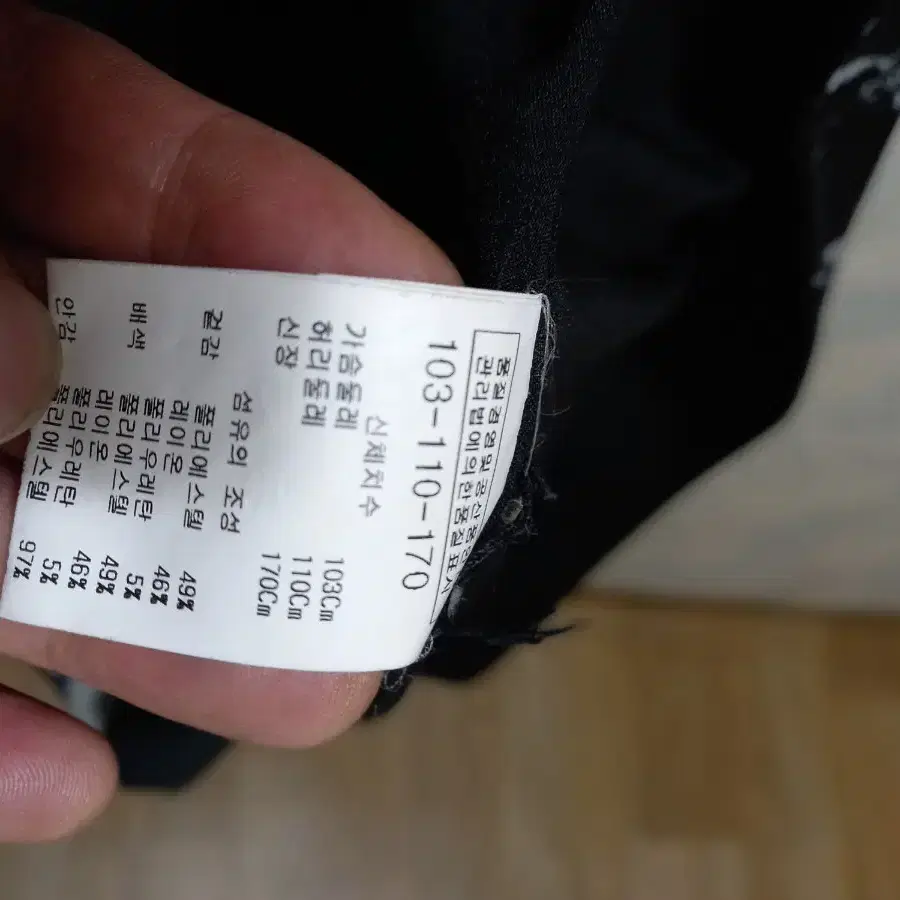 품질경영및공산품안
관리법에의한품질표시
103-110-170
신체치수
가슴둘레 103Cm
허리둘레 110Cm
신장 170Cm
섬유의 조성
겉감 폴리에스텔 49%
레이온 46%
폴리우레탄 5%
배색 폴리에스텔 49%
레이온 46%
폴리우레탄 5%
안감 폴리에스텔 97%